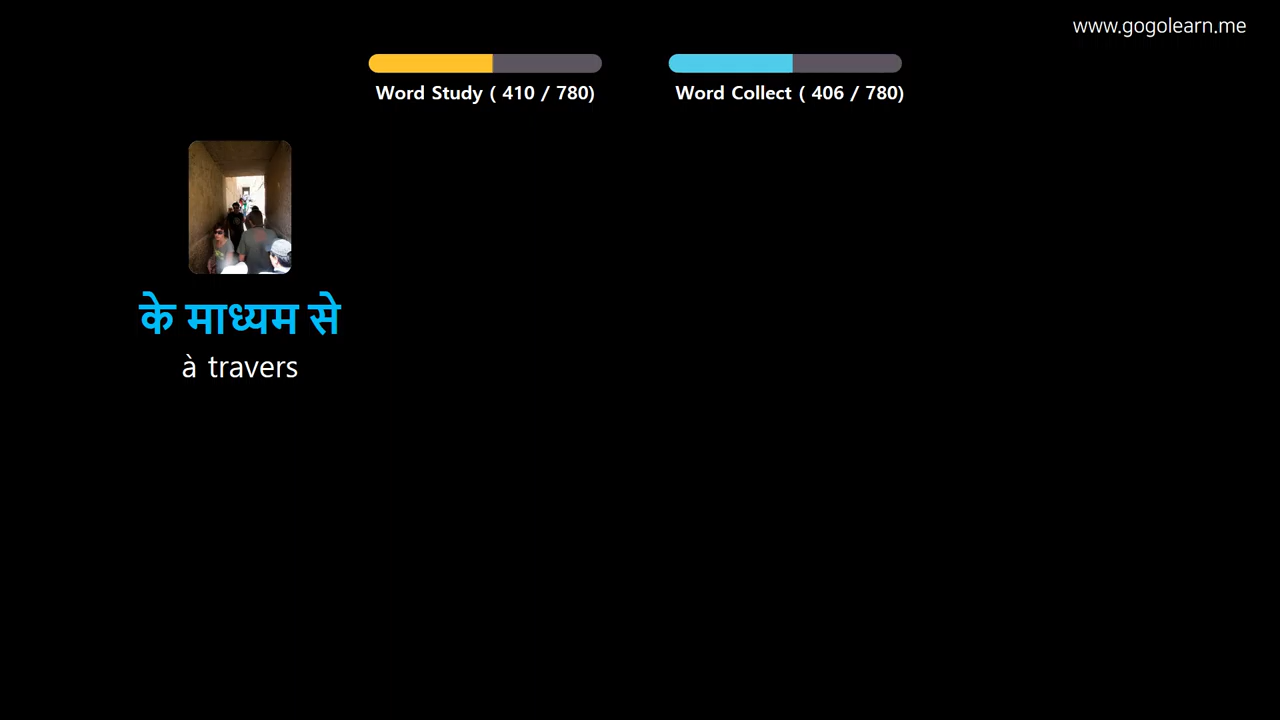 www.gogolearn.me
Word Study ( 410 / 780)
Word Collect ( 406 / 780)
के माध्यम से
à travers